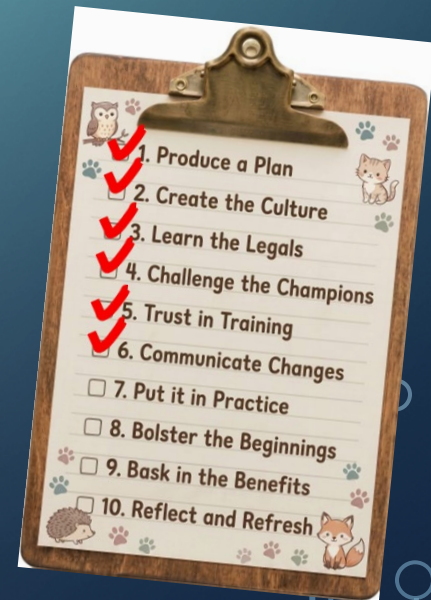 1. Produce a Plan
2. Create the Culture
3. Learn the Legals
4. Challenge the Champions
5. Trust in Training
6. Communicate Changes
7. Put it in Practice
8. Bolster the Beginnings
9. Bask in the Benefits
10. Reflect and Refresh